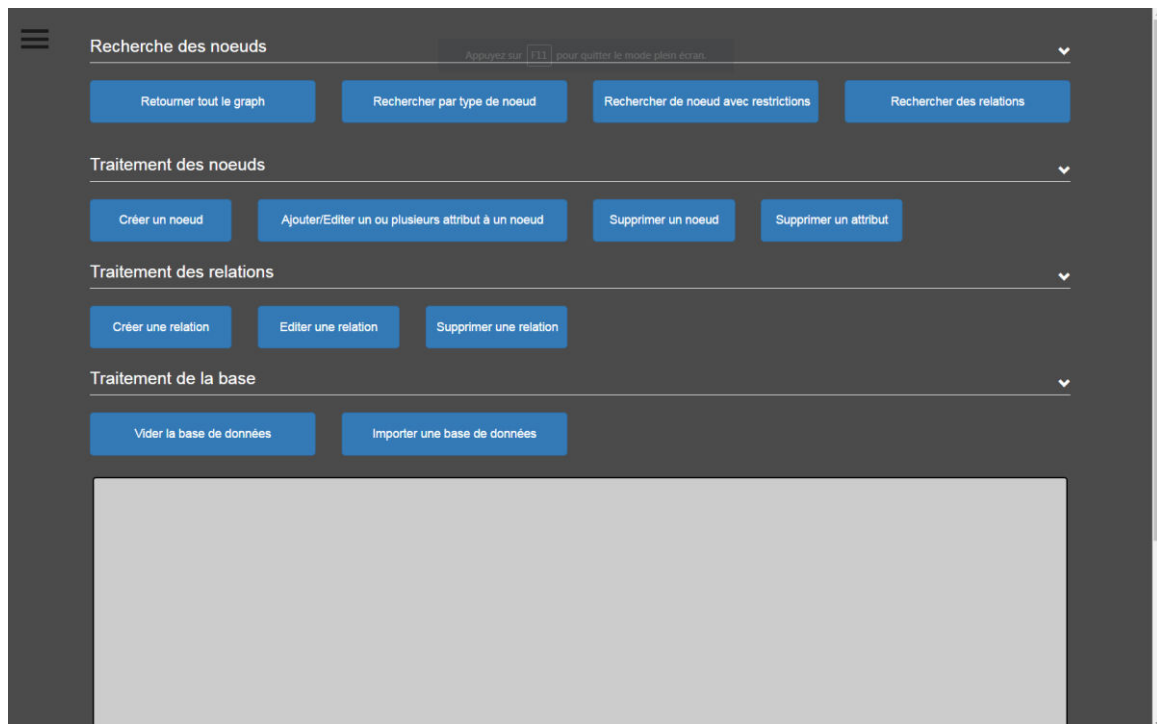 Recherche des noeuds
Appuyez sur F11 pour quitter le mode plein écran.
Retourner tout le graph
Rechercher par type de noeud
Rechercher de noeud avec restrictions
Rechercher des relations
Traitement des noeuds
Créer un noeud
Ajouter/Editer un ou plusieurs attribut à un noeud
Supprimer un noeud
Supprimer un attribut
Traitement des relations
Créer une relation
Editer une relation
Supprimer une relation
Traitement de la base
Vider la base de données
Importer une base de données